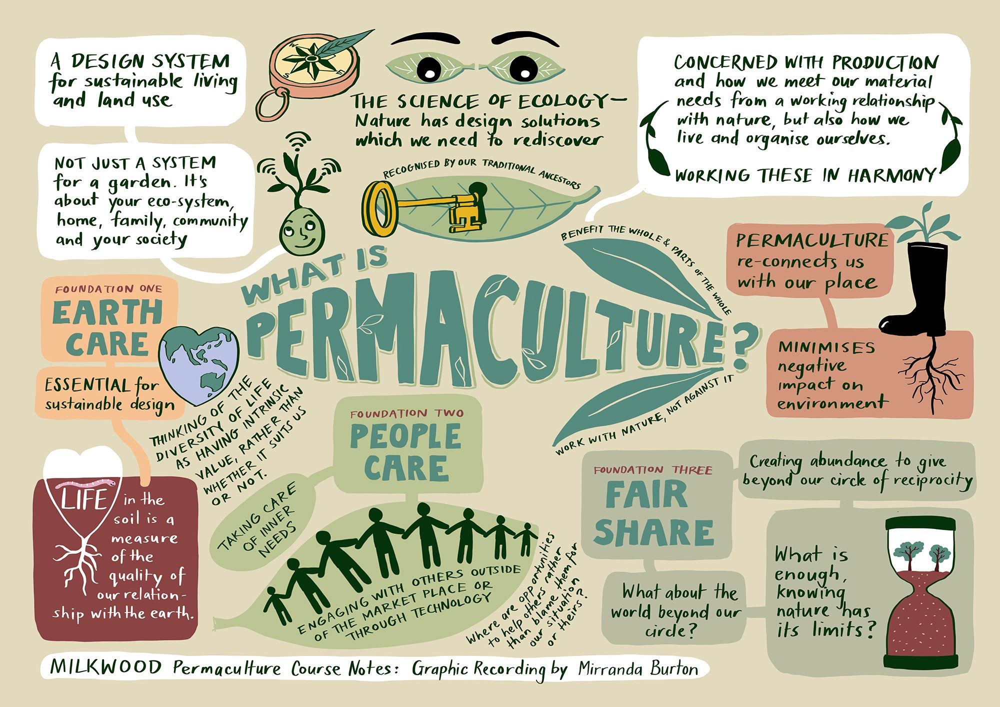 A DESIGN SYSTEM
for sustainable living
and land use
NOT JUST A SYSTEM
for a garden. It's
about your eco-system,
home, family, community
and your society
W
S
E
THE SCIENCE OF ECOLOGY—
Nature has design solutions
which we need to rediscover
RECOGNISED BY OUR TRADITIONAL ANCESTORS
CONCERNED WITH PRODUCTION
and how we meet our material
needs from a working relationship
with nature, but also how we
live and organise ourselves.
WORKING THESE IN HARMONY
WHAT IS
PERMACULTURE?
BENEFIT THE WHOLE & PARTS OF THE WHOLE
WORK WITH NATURE, NOT AGAINST IT
PERMACULTURE
re-connects us
with our place
MINIMISES
negative
impact on
environment
FOUNDATION ONE
EARTH
CARE
ESSENTIAL for
sustainable design
THINKING OF THE
DIVERSITY OF LIFE
AS HAVING INTRINSIC
VALUE, RATHER THAN
WHETHER IT SUITS US
OR NOT.
LIFE in the
soil is a
measure
of the
quality of
our relation-
ship with the earth.
FOUNDATION TWO
PEOPLE
CARE
TAKING CARE
OF INNER
NEEDS
ENGAGING WITH OTHERS OUTSIDE
OF THE MARKET PLACE OR
THROUGH TECHNOLOGY
Where are opportunities
to help others rather
than blame them for
our situation
or theirs?
FOUNDATION THREE
FAIR
SHARE
Creating abundance to give
beyond our circle of reciprocity
What about the
world beyond our
circle?
What is
enough,
knowing
nature has
its limits?
MILKWOOD Permaculture Course Notes: Graphic Recording by Mirranda Burton